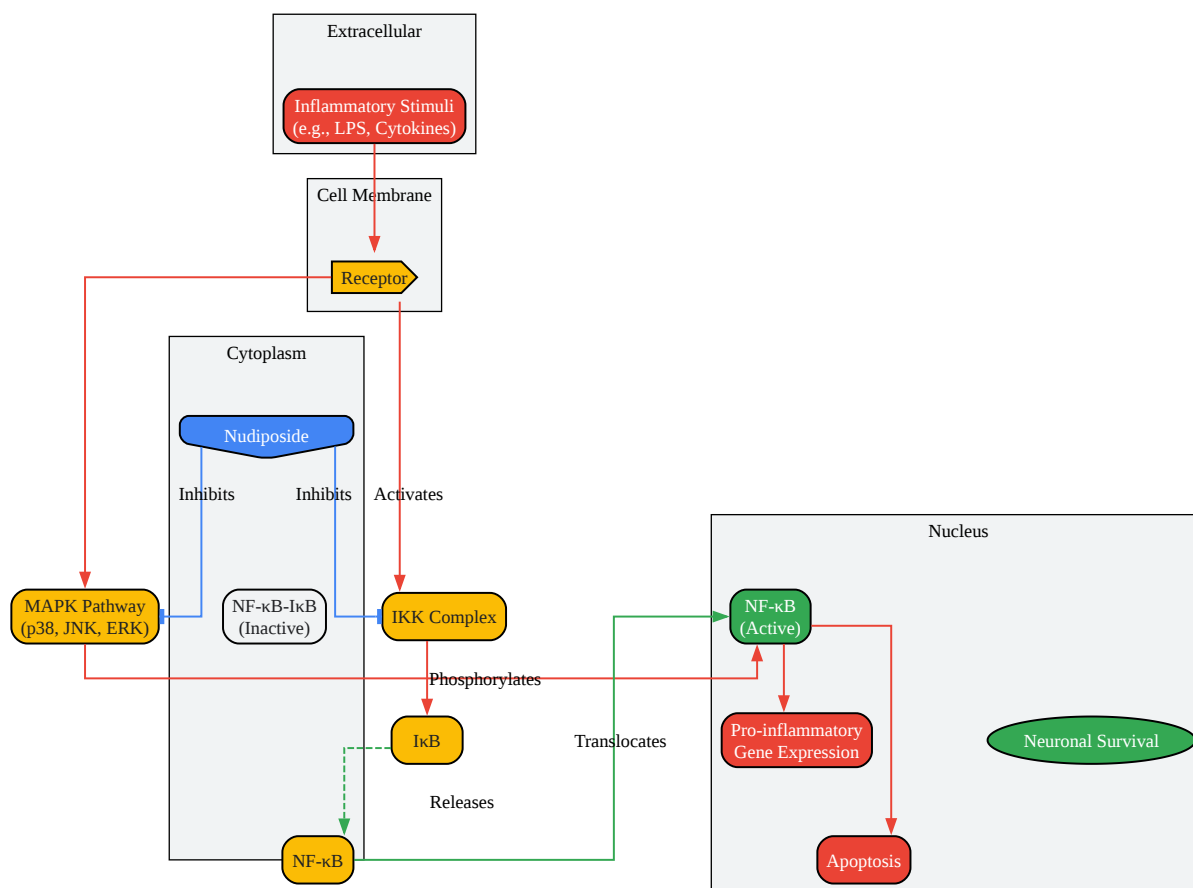 Extracellular
Inflammatory Stimuli
(e.g., LPS, Cytokines)
Cell Membrane
Receptor
Cytoplasm
Nudiposide
Inhibits
Inhibits
Activates
Nucleus
MAPK Pathway
(p38, JNK, ERK)
NF-κB-IκB
(Inactive)
IKK Complex
NF-κB
(Active)
Phosphorylates
IκB
Translocates
Pro-inflammatory
Gene Expression
Neuronal Survival
Releases
NF-κB
Apoptosis